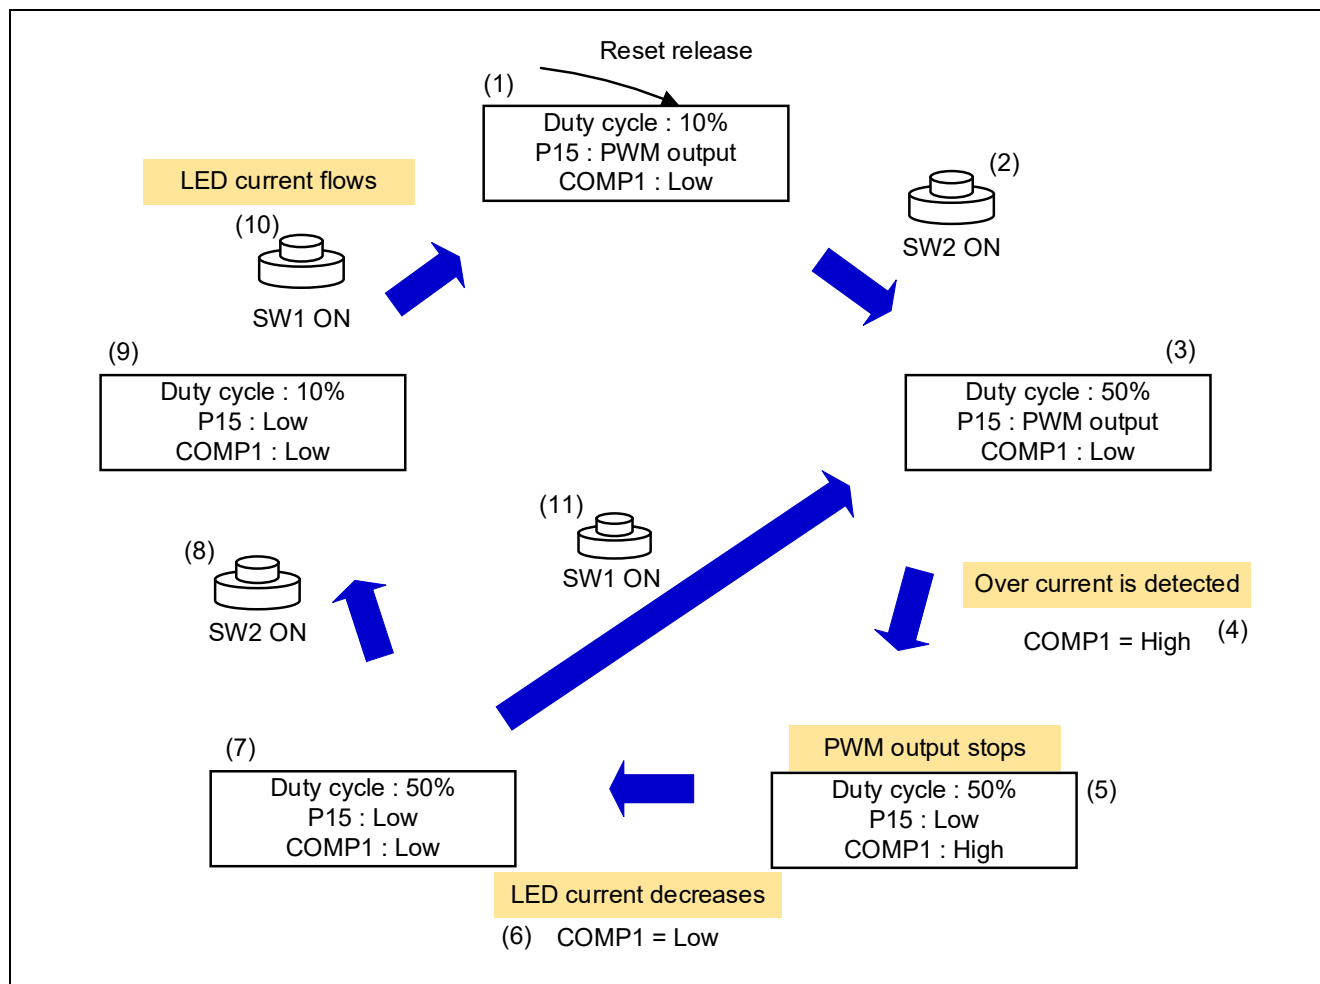 Reset release
(1)
Duty cycle : 10%
P15 : PWM output
COMP1 : Low
(2)
SW2 ON
LED current flows
(10)
SW1 ON
(9)
Duty cycle : 10%
P15 : Low
COMP1 : Low
(3)
Duty cycle : 50%
P15 : PWM output
COMP1 : Low
(11)
SW1 ON
(8)
SW2 ON
Over current is detected
COMP1 = High (4)
(7)
Duty cycle : 50%
P15 : Low
COMP1 : Low
PWM output stops
Duty cycle : 50%
P15 : Low
COMP1 : High
(5)
LED current decreases
(6) COMP1 = Low